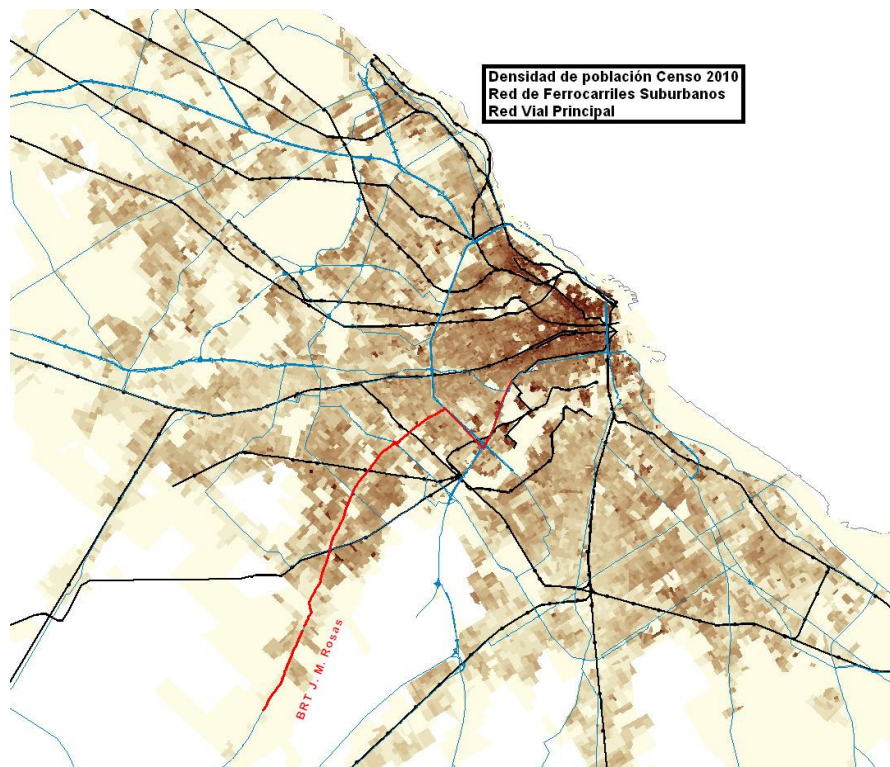 Densidad de población Censo 2010
Red de Ferrocarriles Suburbanos
Red Vial Principal
BRT J. M. Rosas